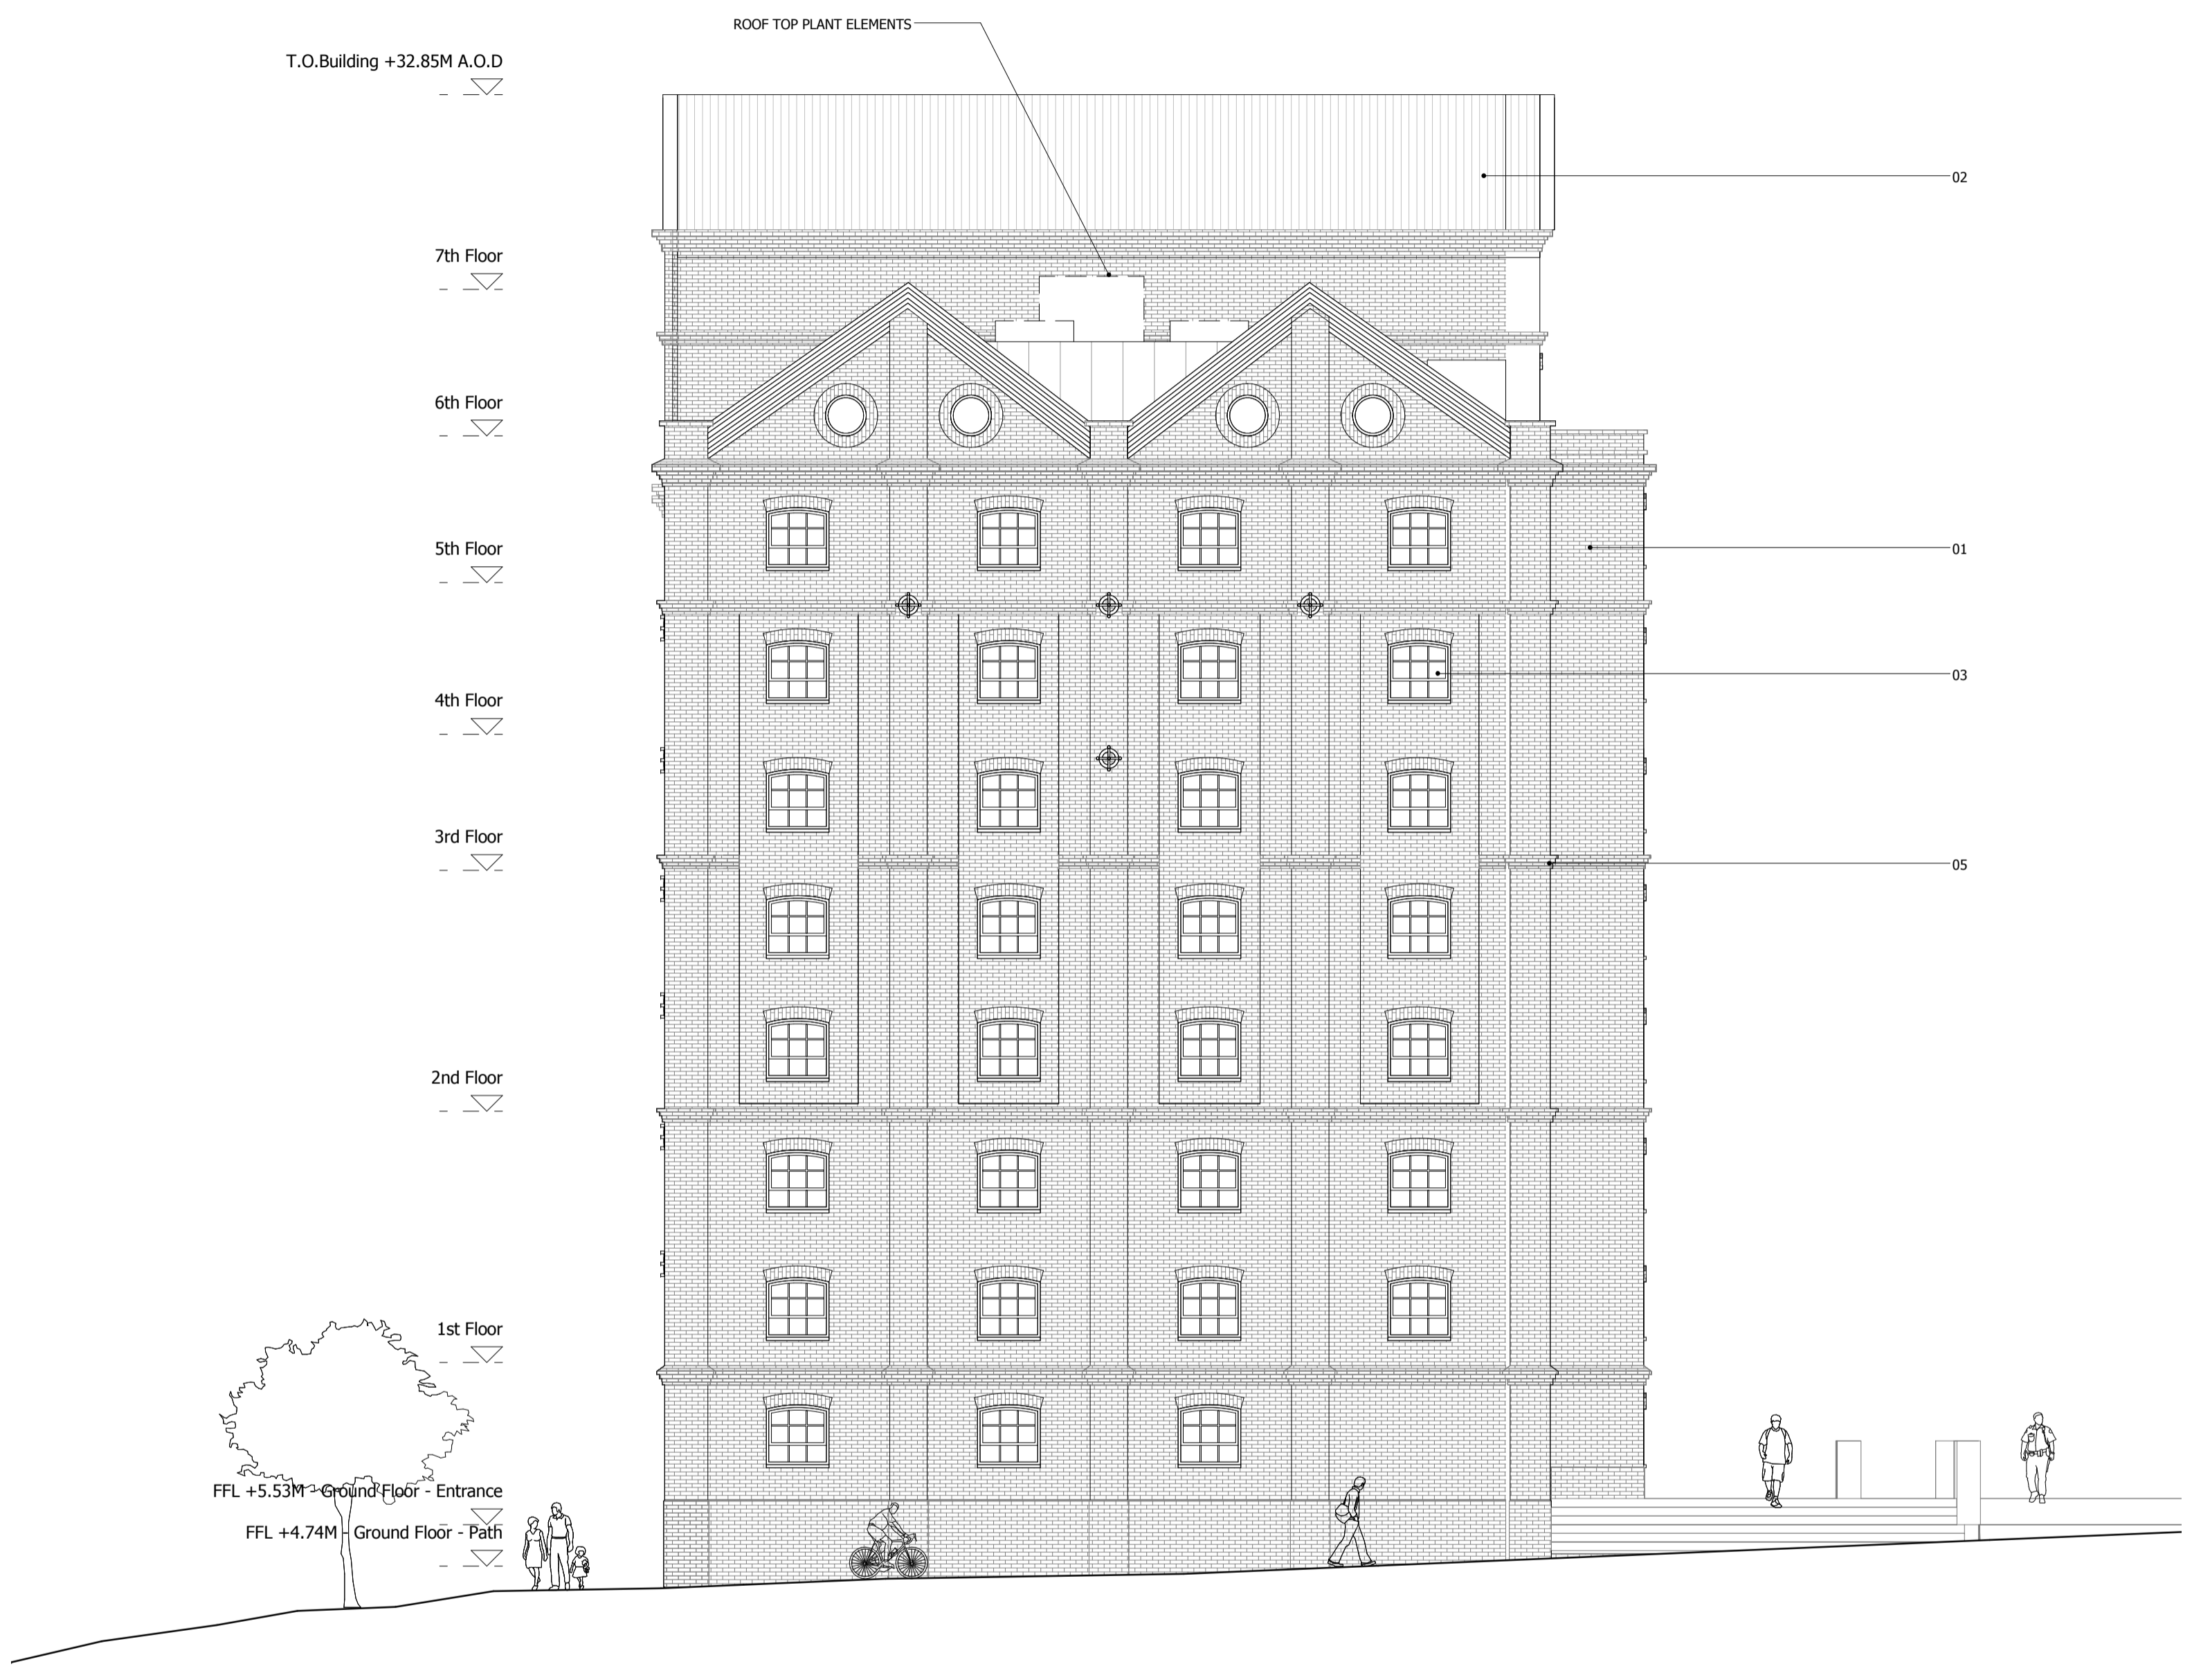 ROOF TOP PLANT ELEMENTS
T.O.Building +32.85M A.O.D
02
7th Floor
6th Floor
5th Floor
01
03
4th Floor
3rd Floor
05
2nd Floor
1st Floor
FFL +5.53M - Ground Floor - Entrance
FFL +4.74M - Ground Floor - Path